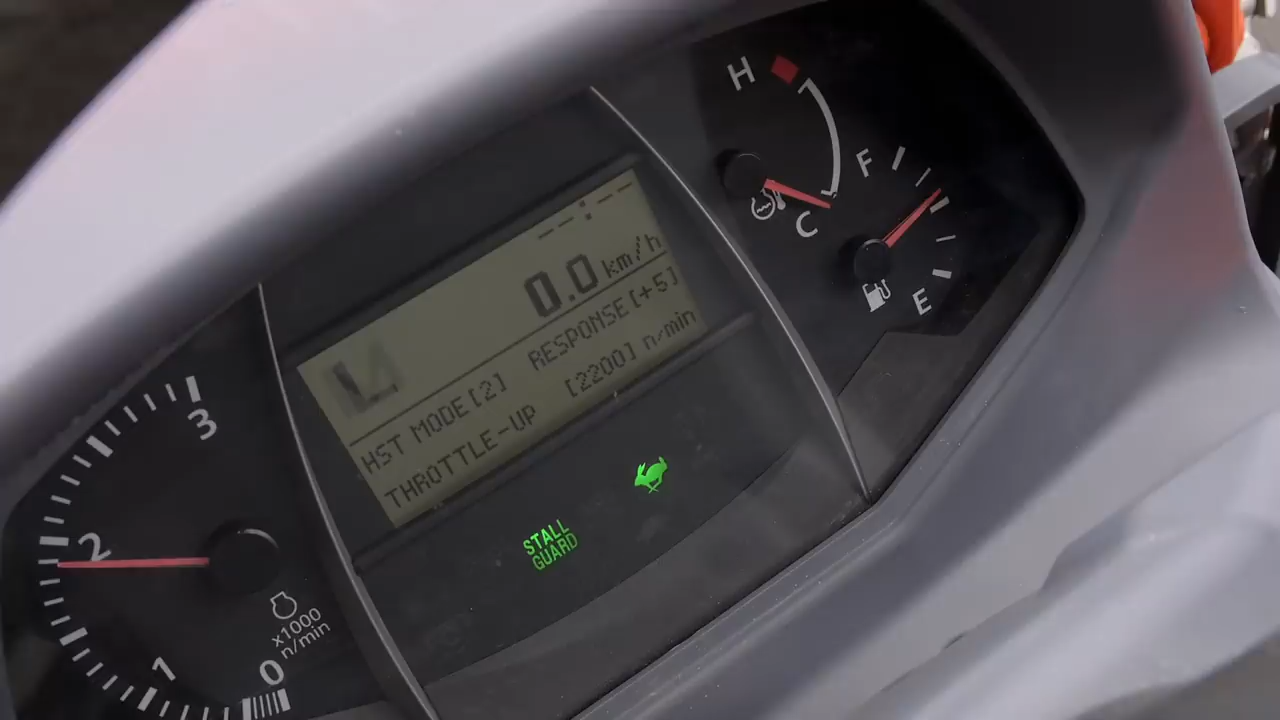 --:--
0.0 km/h
L
HST MODE[2] RESPONSE[+5]
THROTTLE-UP [2200] n/min
STALL
GUARD
3
2
1
0
x1000
n/min
H
C
F
E